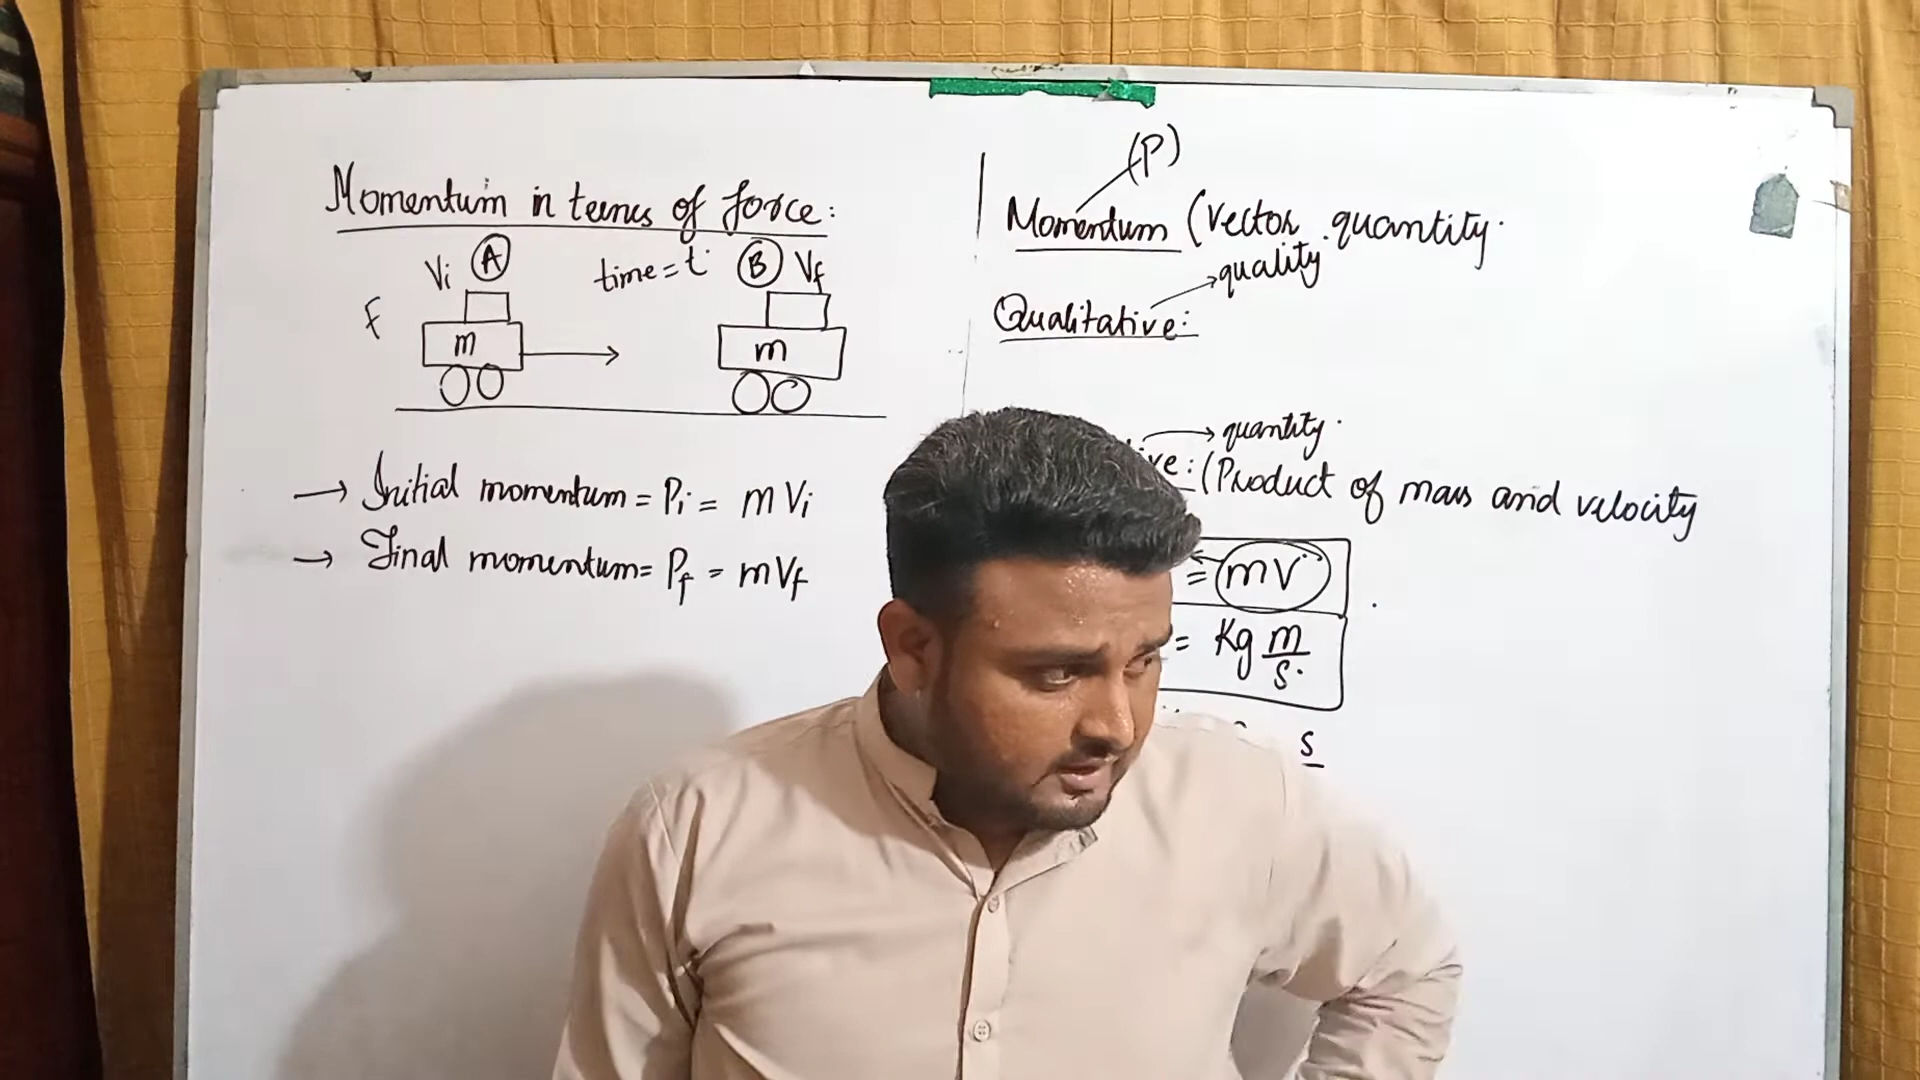 Momentum in terms of force:
Vi A time = t B Vf
F
m m
→ Initial momentum = Pi = mVi
→ Final momentum = Pf = mVf
(P)
Momentum (vector quantity.
→ quality
Qualitative:
→ quantity.
ve: (Product of mass and velocity
= mv
= Kg m/s.
s